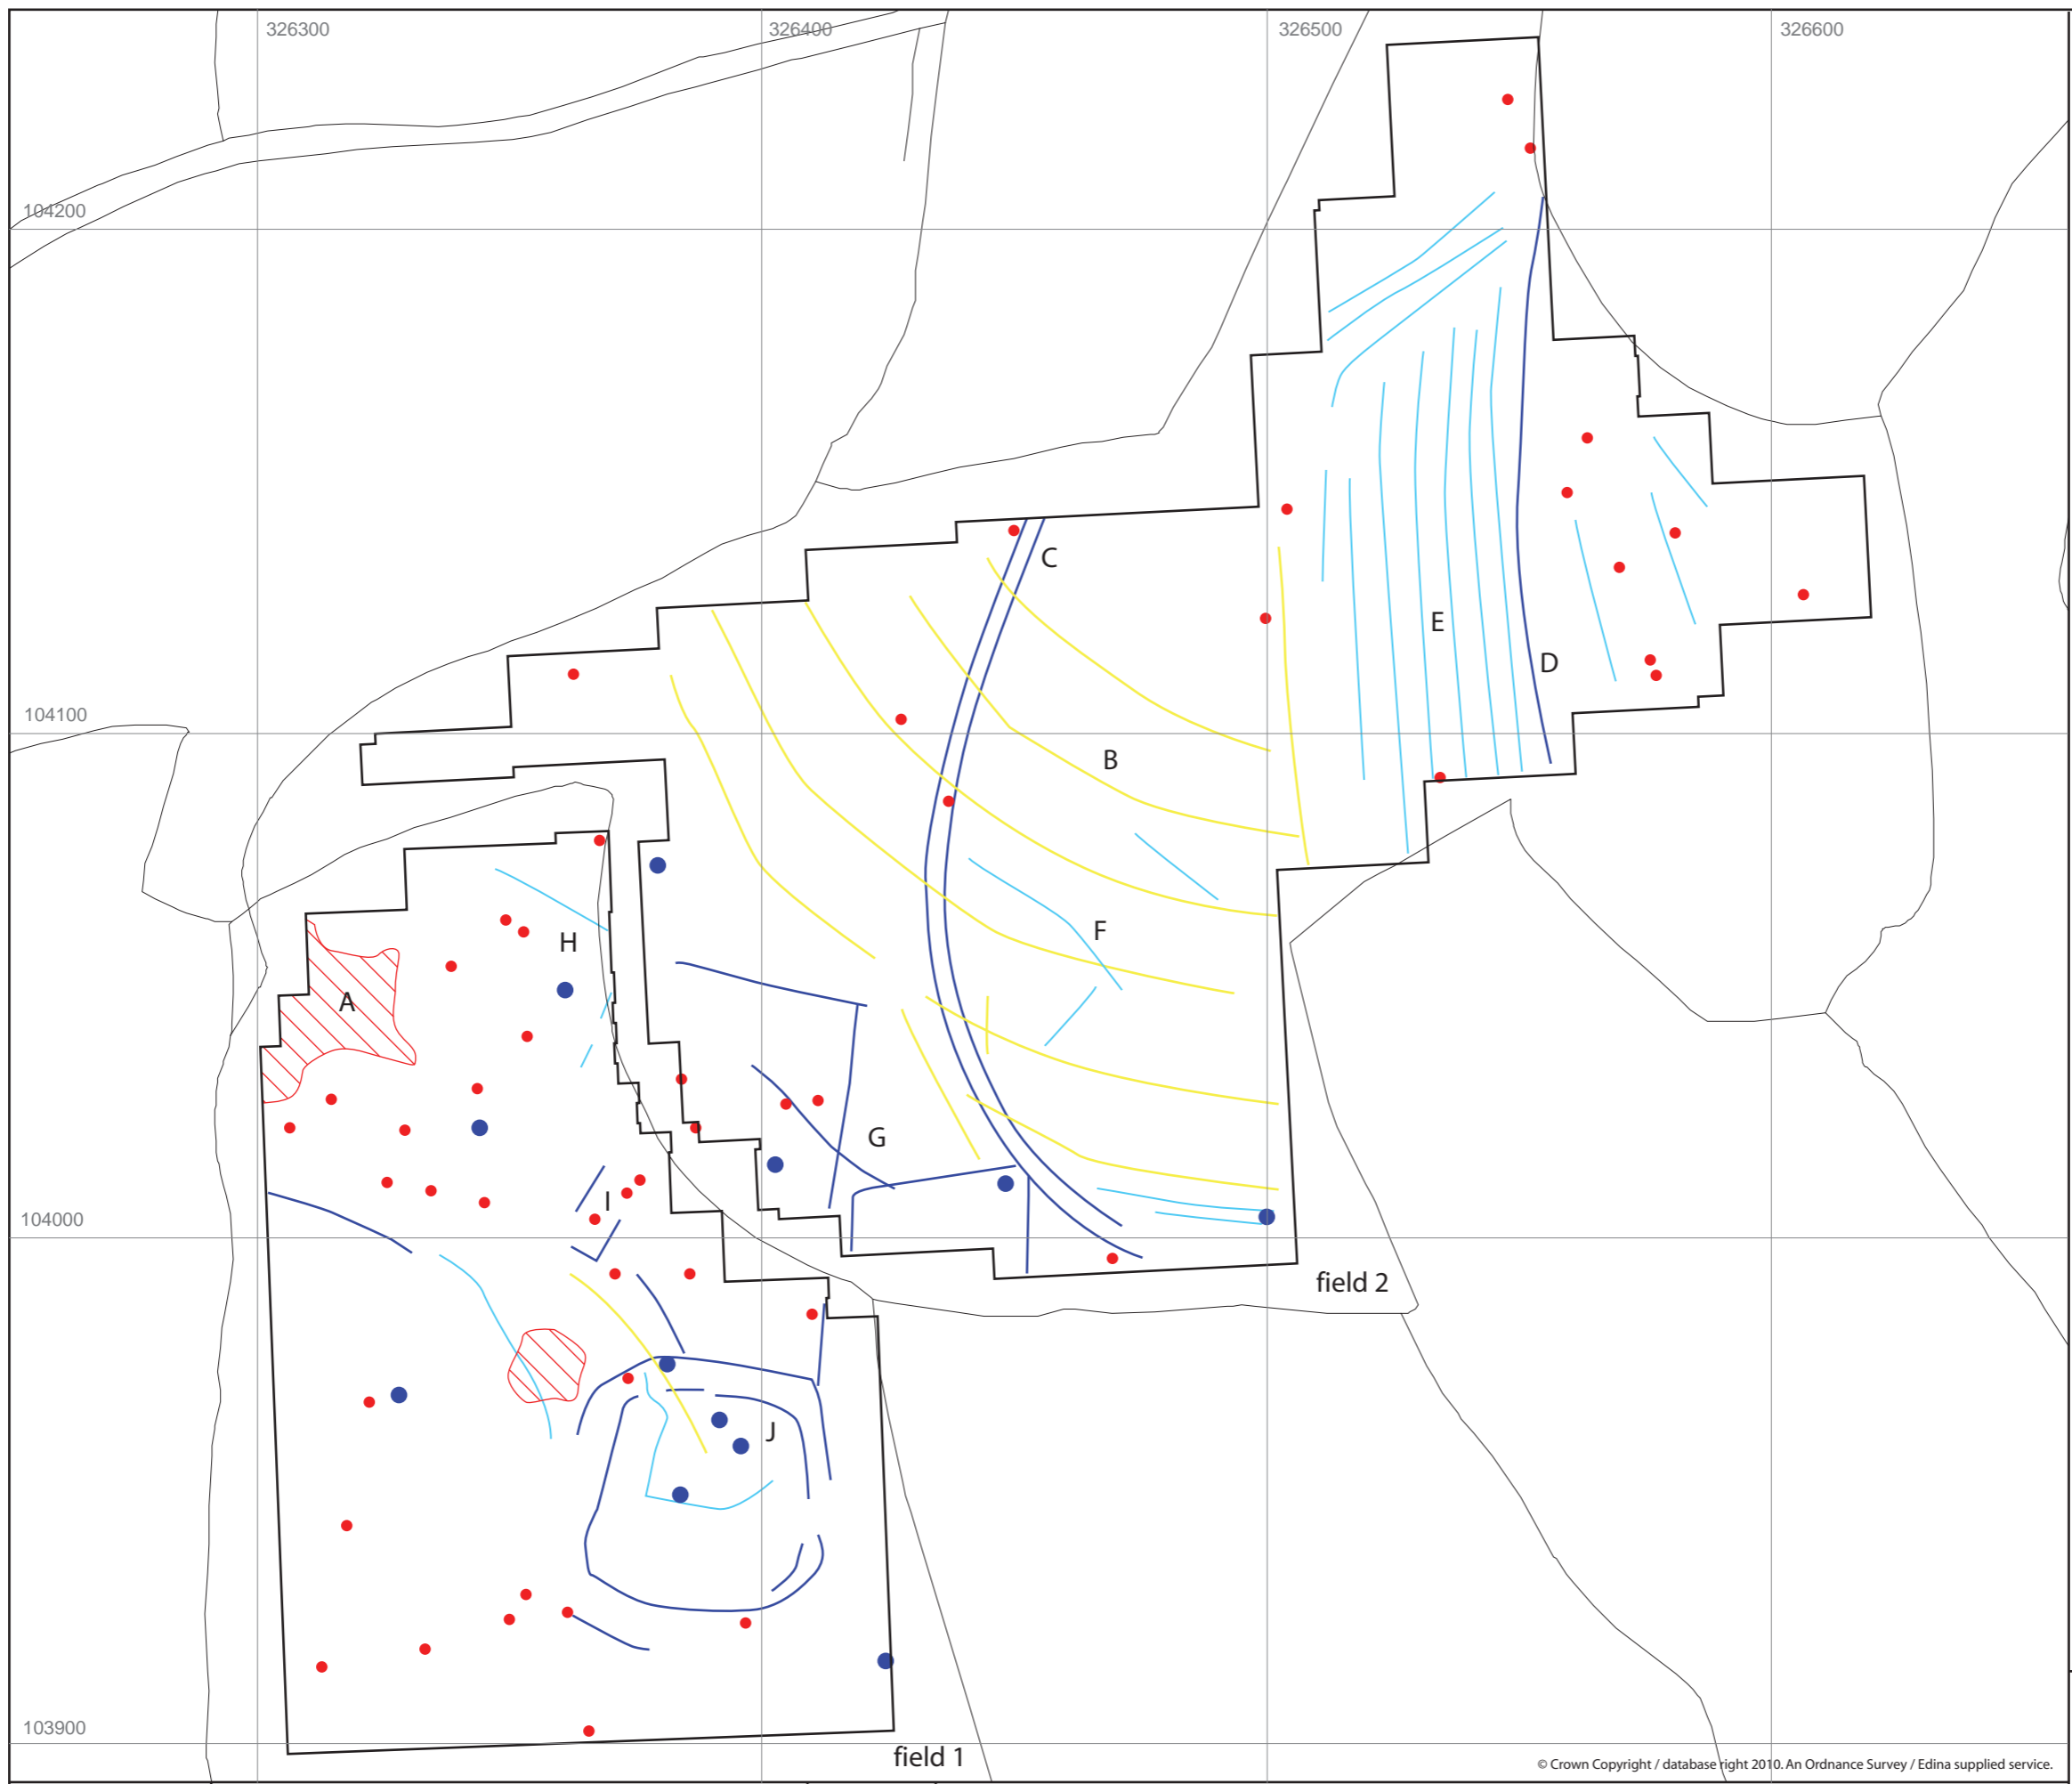 326300
326400
326500
326600
104200
C
E
D
104100
B
F
H
A
G
I
104000
field 2
J
103900
field 1
© Crown Copyright / database right 2010. An Ordnance Survey / Edina supplied service.